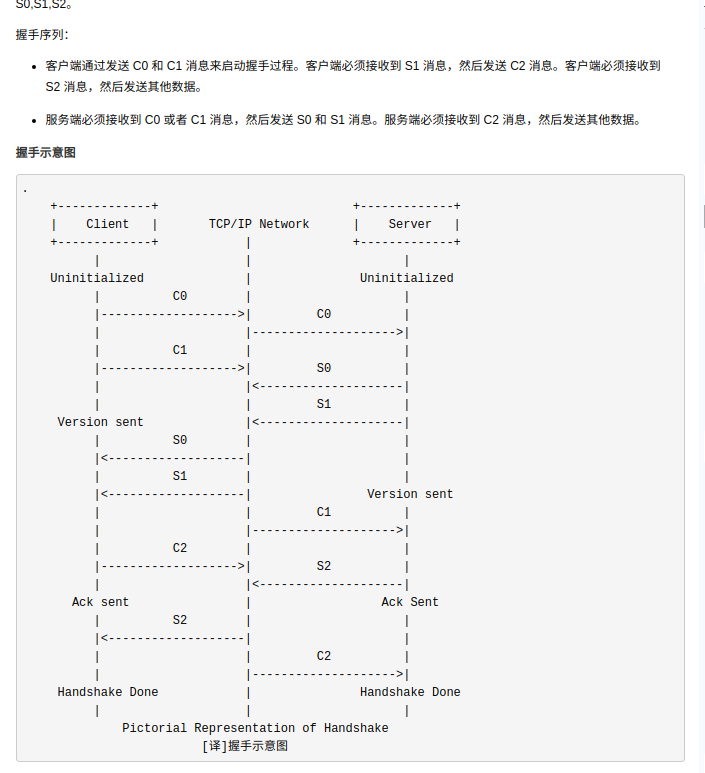 S0,S1,S2。
握手序列：
• 客户端通过发送 C0 和 C1 消息来启动握手过程。客户端必须接收到 S1 消息，然后发送 C2 消息。客户端必须接收到
S2 消息，然后发送其他数据。
• 服务端必须接收到 C0 或者 C1 消息，然后发送 S0 和 S1 消息。服务端必须接收到 C2 消息，然后发送其他数据。
握手示意图
.
    +-------------+                           +-------------+
    |    Client   |       TCP/IP Network      |    Server   |
    +-------------+            |              +-------------+
          |                    |                     |
    Uninitialized              |               Uninitialized
          |          C0        |                     |
          |------------------->|         C0          |
          |                    |-------------------->|
          |          C1        |                     |
          |------------------->|         S0          |
          |                    |<--------------------|
          |                    |         S1          |
     Version sent              |<--------------------|
          |          S0        |                     |
          |<-------------------|                     |
          |          S1        |                     |
          |<-------------------|                Version sent
          |                    |         C1          |
          |                    |-------------------->|
          |          C2        |                     |
          |------------------->|         S2          |
          |                    |<--------------------|
       Ack sent                |                  Ack Sent
          |          S2        |                     |
          |<-------------------|                     |
          |                    |         C2          |
          |                    |-------------------->|
     Handshake Done            |               Handshake Done
          |                    |                     |
              Pictorial Representation of Handshake
                         [译]握手示意图